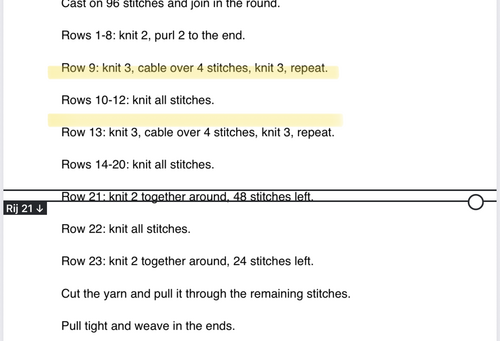 Cast on 96 stitches and join in the round.
Rows 1-8: knit 2, purl 2 to the end.
Row 9: knit 3, cable over 4 stitches, knit 3, repeat.
Rows 10-12: knit all stitches.
Row 13: knit 3, cable over 4 stitches, knit 3, repeat.
Rows 14-20: knit all stitches.
Row 21: knit 2 together around, 48 stitches left.
Rij 21 ↓
Row 22: knit all stitches.
Row 23: knit 2 together around, 24 stitches left.
Cut the yarn and pull it through the remaining stitches.
Pull tight and weave in the ends.